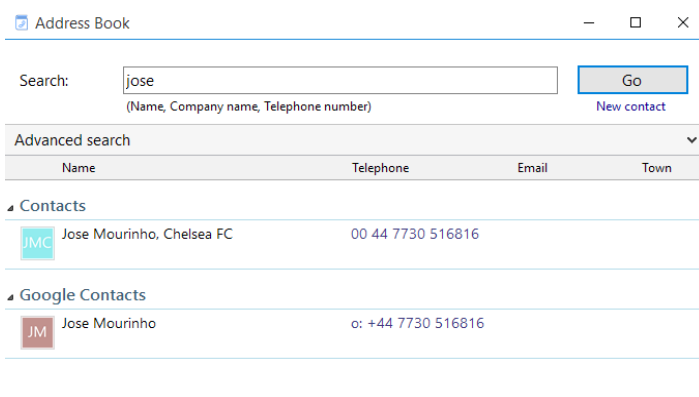 Address Book
Search: jose Go
(Name, Company name, Telephone number) New contact
Advanced search
Name Telephone Email Town
Contacts
JMC Jose Mourinho, Chelsea FC 00 44 7730 516816
Google Contacts
JM Jose Mourinho o: +44 7730 516816